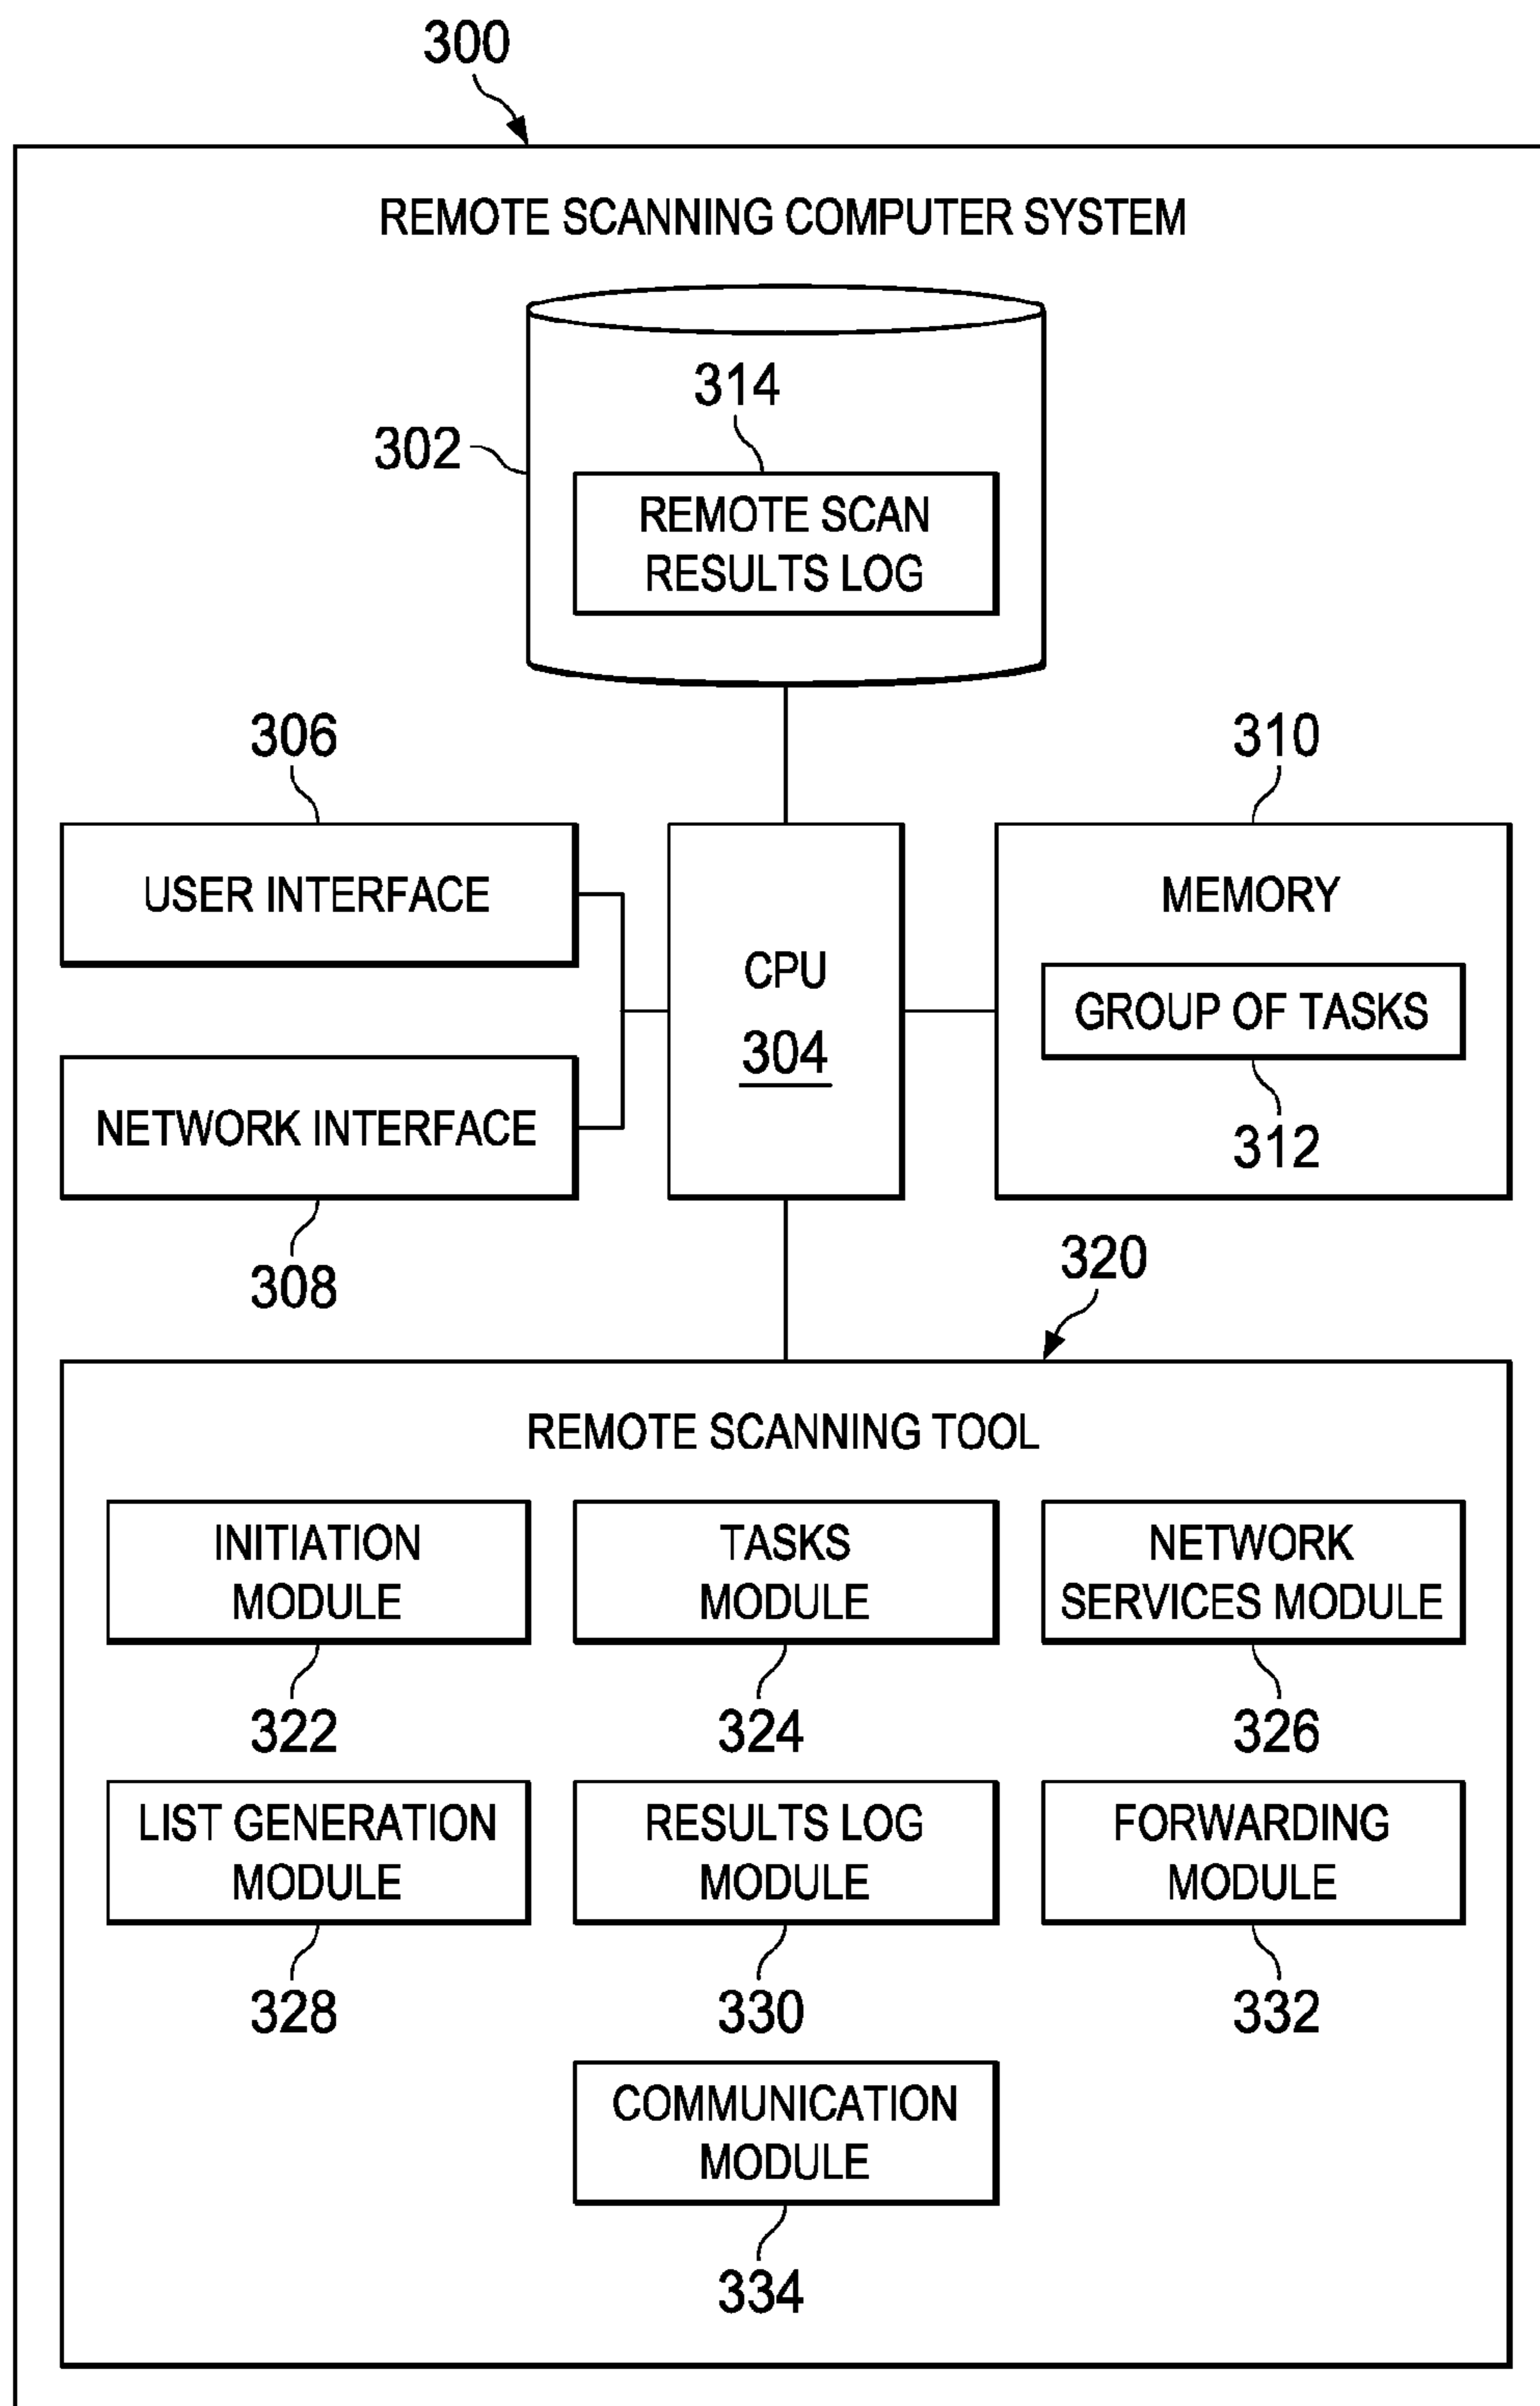 300
REMOTE SCANNING COMPUTER SYSTEM
314
302
REMOTE SCAN
RESULTS LOG
306
310
USER INTERFACE
MEMORY
CPU
304
GROUP OF TASKS
NETWORK INTERFACE
312
308
320
REMOTE SCANNING TOOL
INITIATION
MODULE
TASKS
MODULE
NETWORK
SERVICES MODULE
322
324
326
LIST GENERATION
MODULE
RESULTS LOG
MODULE
FORWARDING
MODULE
328
330
332
COMMUNICATION
MODULE
334